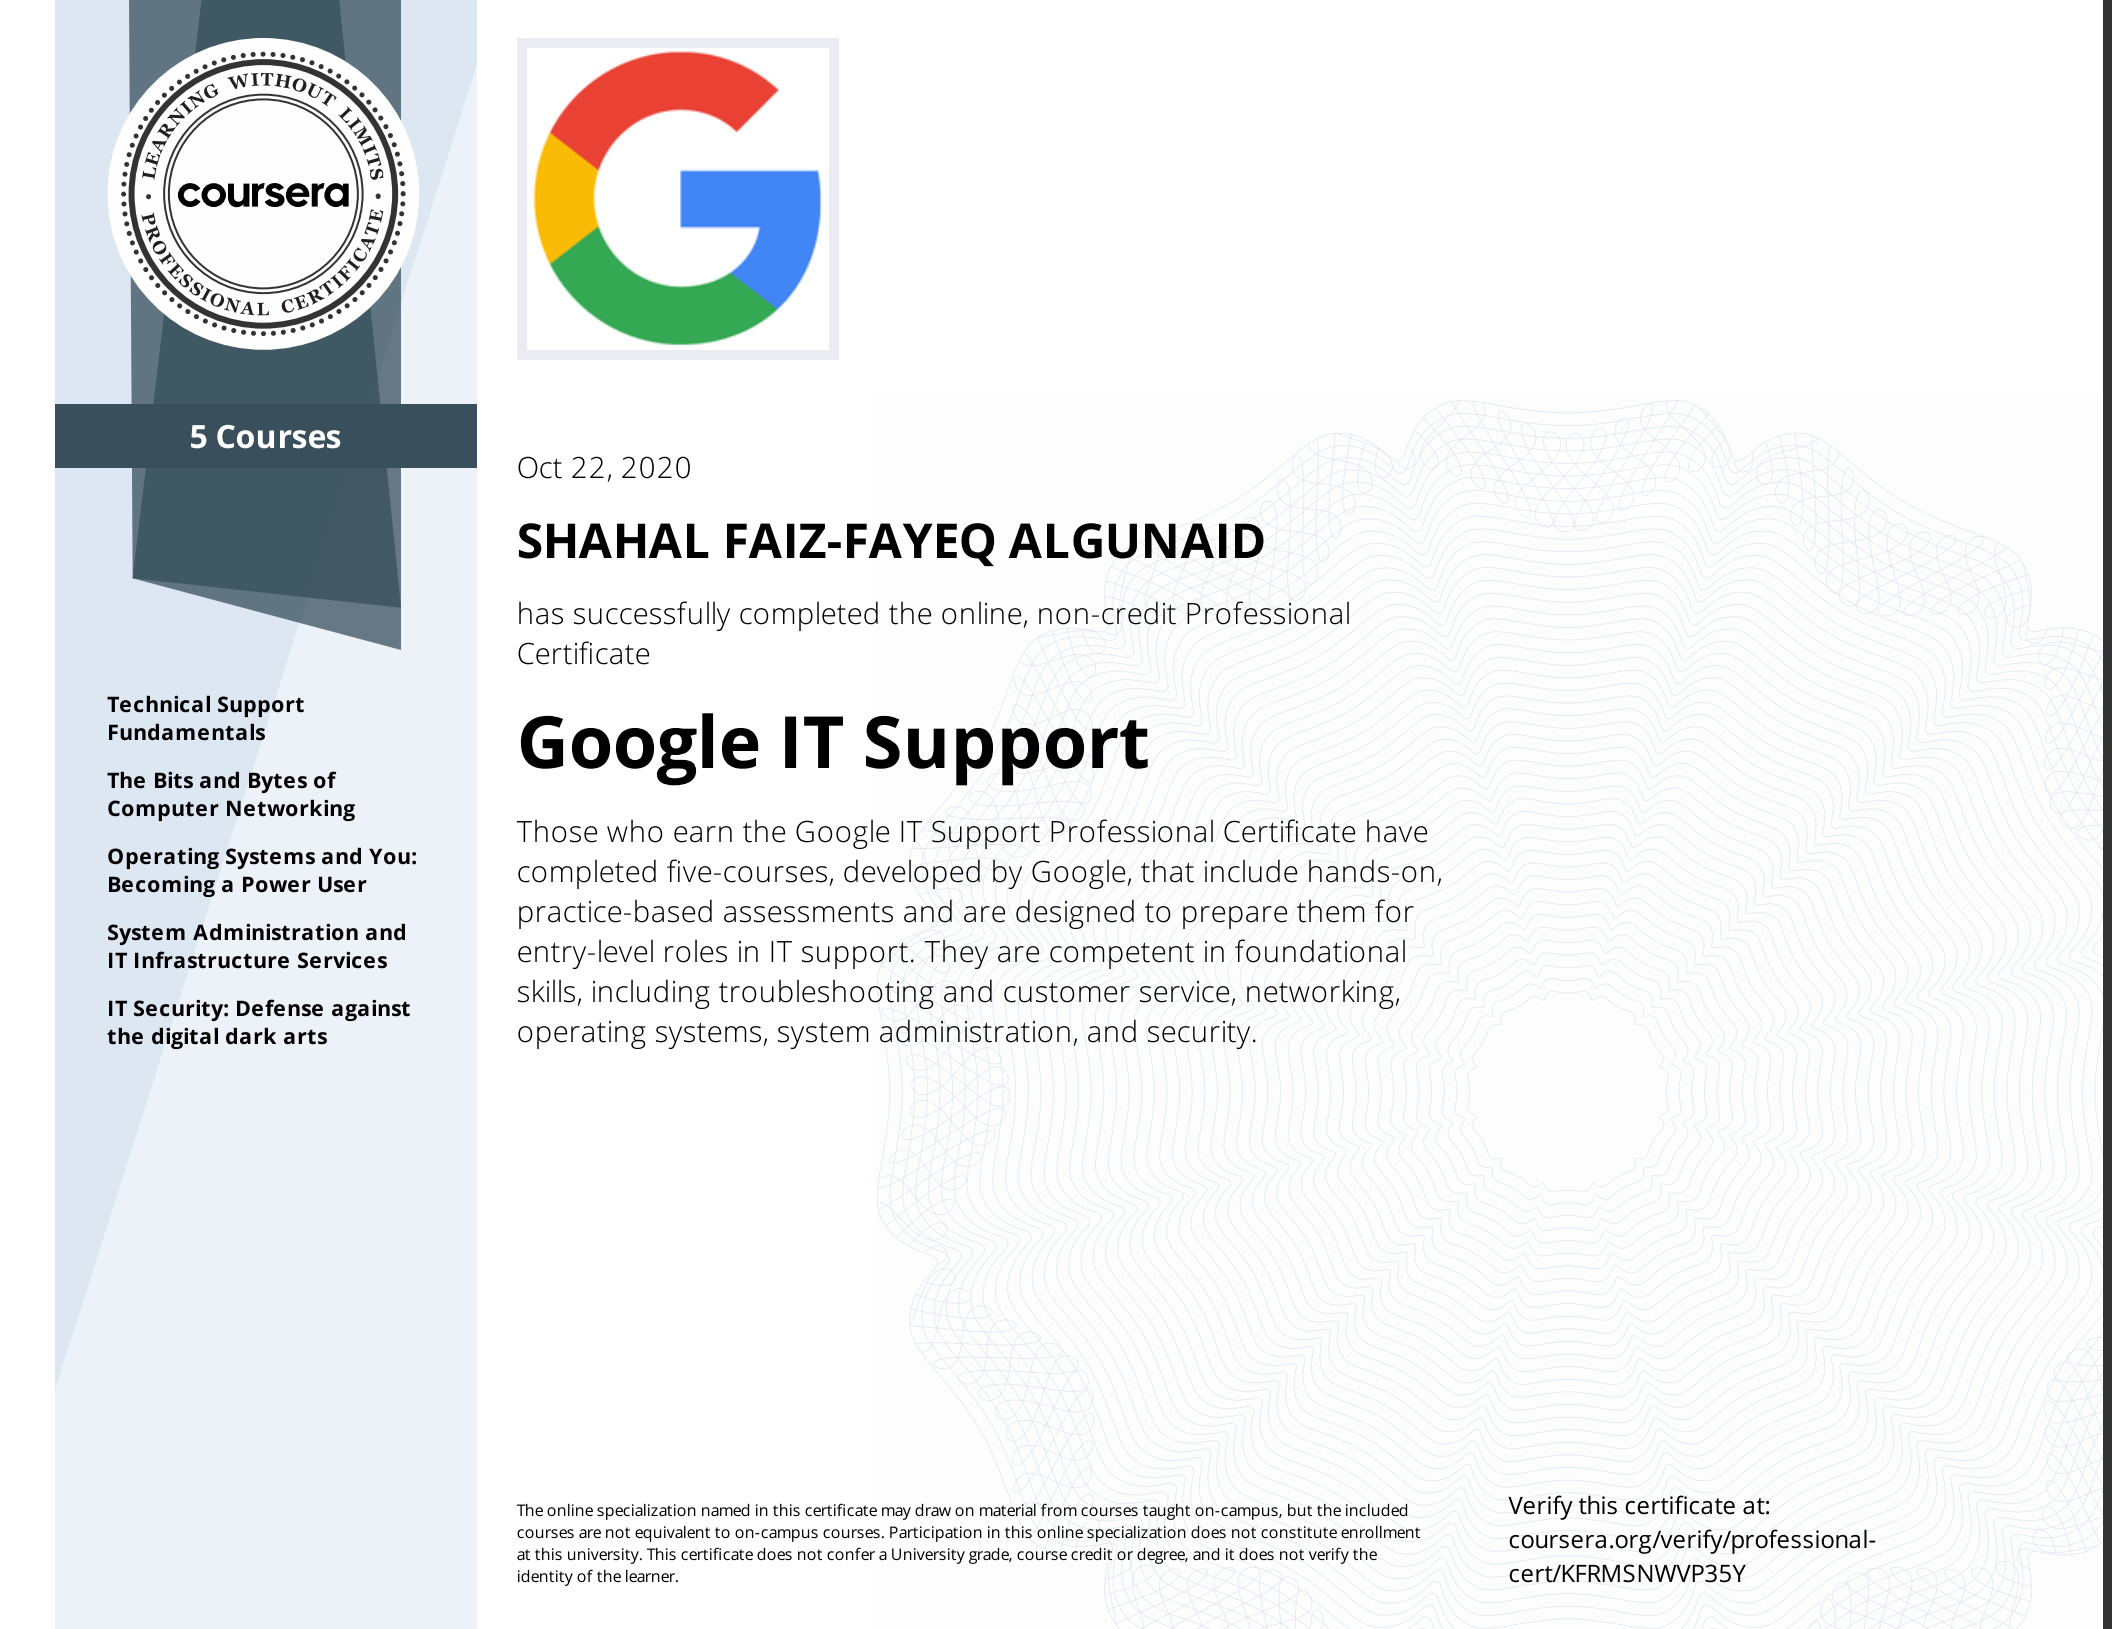 LEARNING WITHOUT LIMITS
coursera
PROFESSIONAL CERTIFICATE
5 Courses
Technical Support
Fundamentals
The Bits and Bytes of
Computer Networking
Operating Systems and You:
Becoming a Power User
System Administration and
IT Infrastructure Services
IT Security: Defense against
the digital dark arts
Oct 22, 2020
SHAHAL FAIZ-FAYEQ ALGUNAID
has successfully completed the online, non-credit Professional
Certificate
Google IT Support
Those who earn the Google IT Support Professional Certificate have
completed five-courses, developed by Google, that include hands-on,
practice-based assessments and are designed to prepare them for
entry-level roles in IT support. They are competent in foundational
skills, including troubleshooting and customer service, networking,
operating systems, system administration, and security.
The online specialization named in this certificate may draw on material from courses taught on-campus, but the included
courses are not equivalent to on-campus courses. Participation in this online specialization does not constitute enrollment
at this university. This certificate does not confer a University grade, course credit or degree, and it does not verify the
identity of the learner.
Verify this certificate at:
coursera.org/verify/professional-
cert/KFRMSNWVP35Y